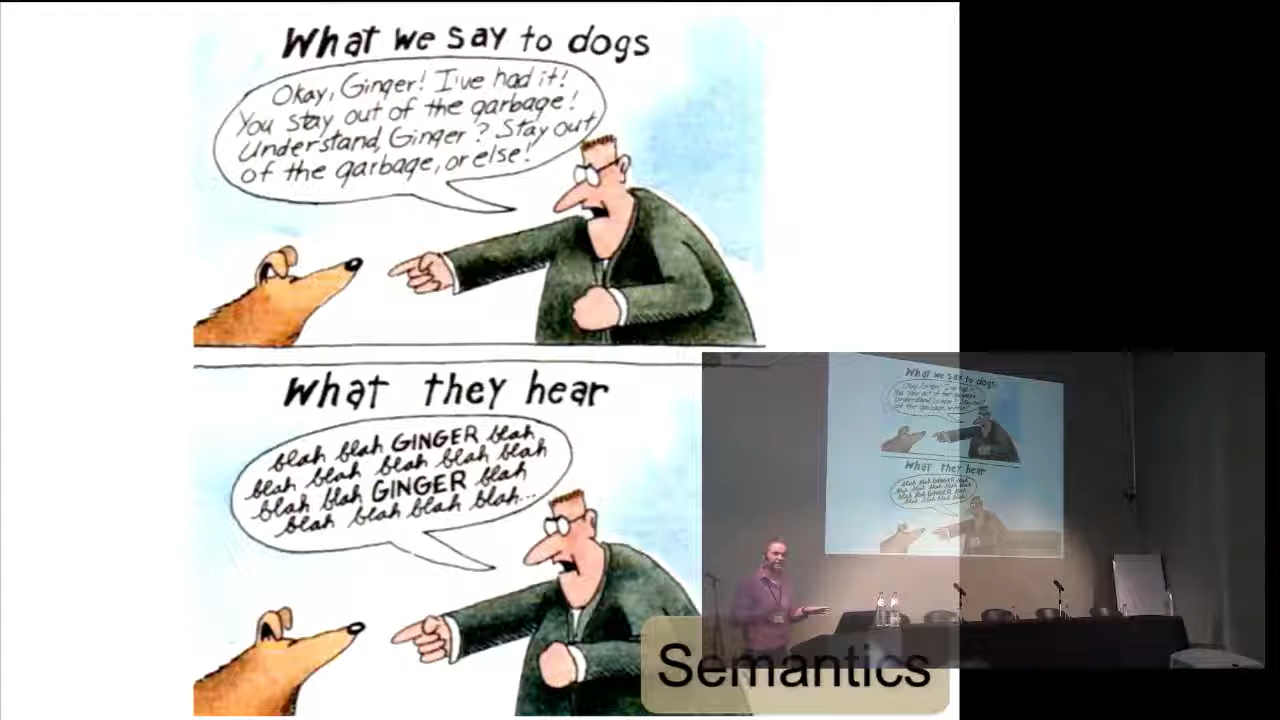 What we say to dogs
Okay, Ginger! I've had it!
You stay out of the garbage!
Understand, Ginger? Stay out
of the garbage, or else!
What they hear
blah blah GINGER blah
blah blah blah blah blah
blah blah GINGER blah
blah blah blah blah...
Semantics
What we say to dogs
What they hear